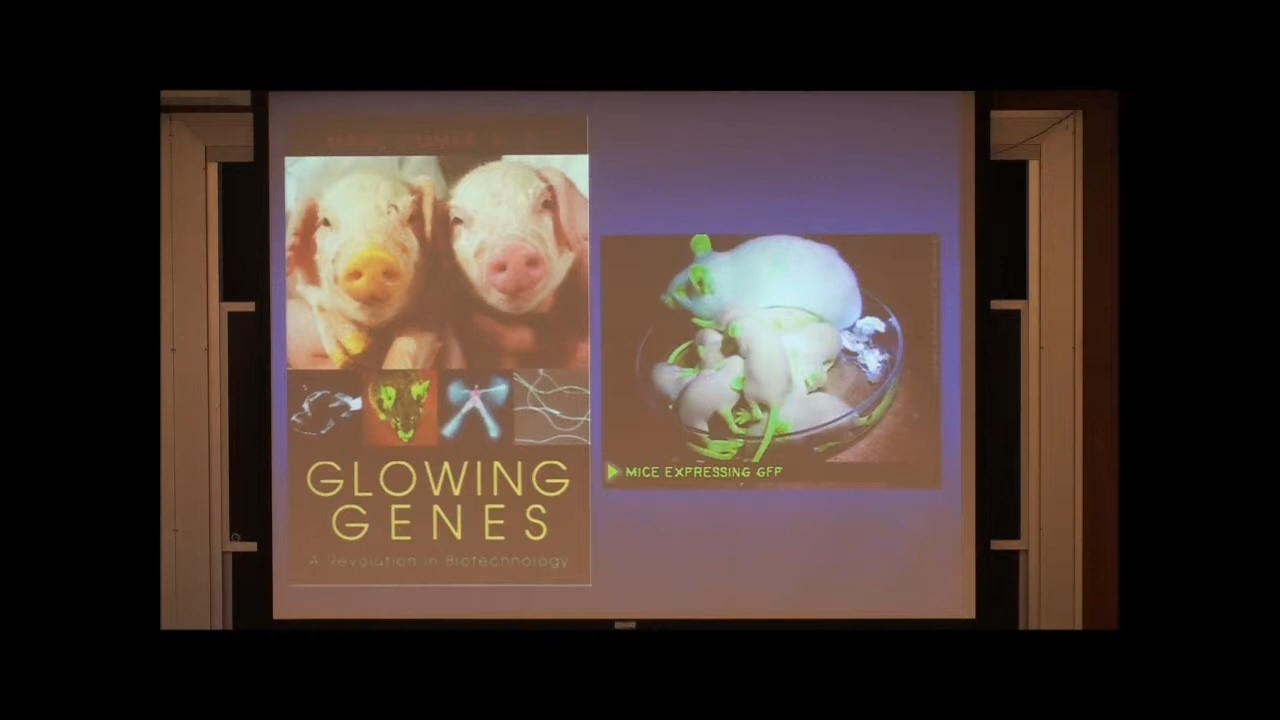 GLOWING
GENES
A Revolution in Biotechnology
MICE EXPRESSING GFP